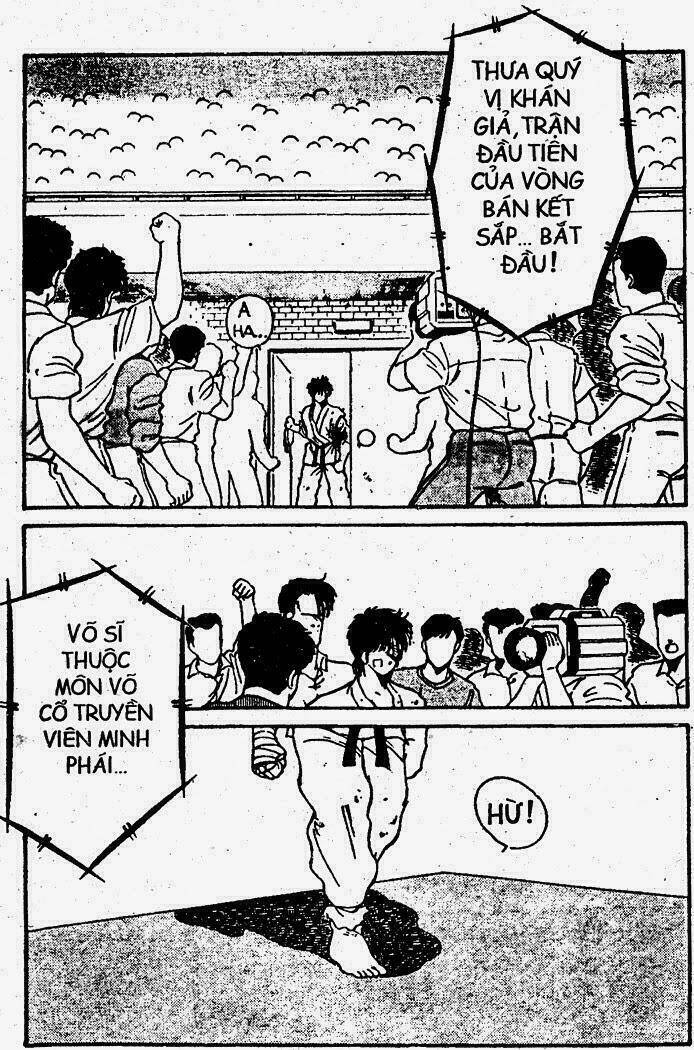 THƯA QUÝ
VỊ KHÁN
GIẢ, TRẬN
ĐẦU TIÊN
CỦA VÒNG
BÁN KẾT
SẮP... BẮT
ĐẦU!
A
HA..
VÕ SĨ
THUỘC
MÔN VÕ
CỔ TRUYỀN
VIÊN MINH
PHÁI...
HỪ!